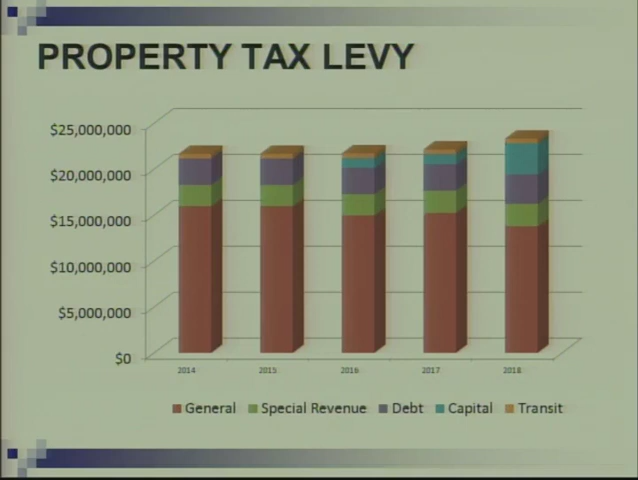 PROPERTY TAX LEVY
$25,000,000
$20,000,000
$15,000,000
$10,000,000
$5,000,000
$0
2014 2015 2016 2017 2018
General Special Revenue Debt Capital Transit